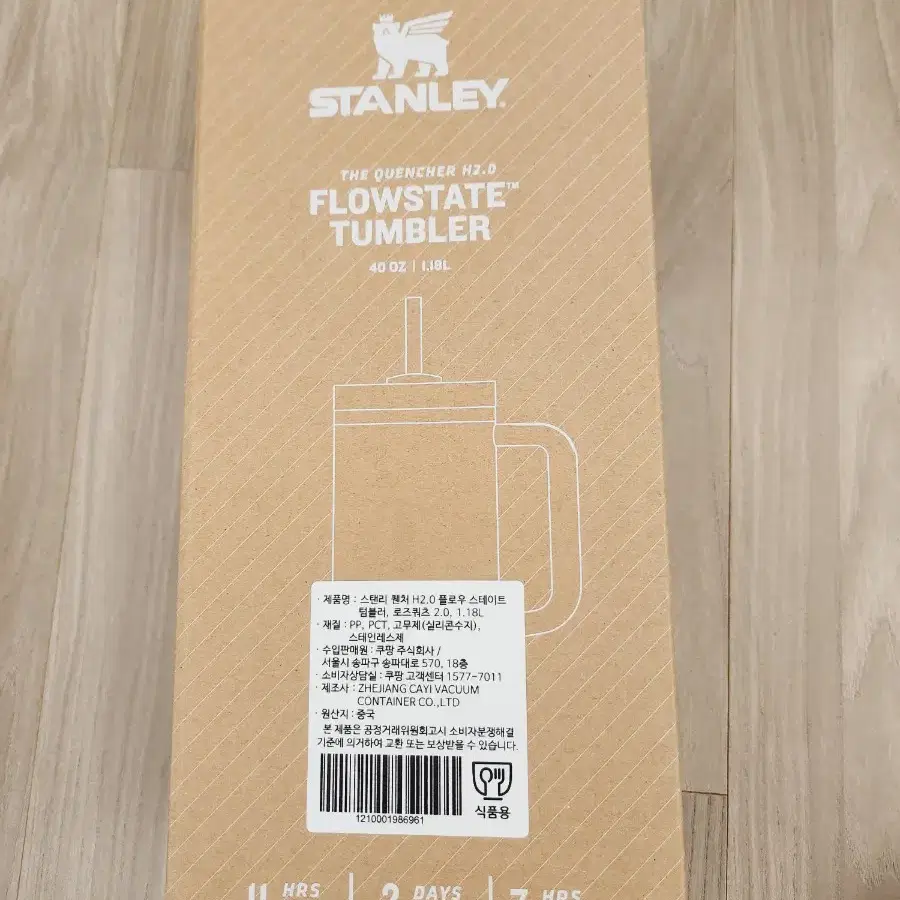 STANLEY.
THE QUENCHER H2.0
FLOWSTATE™
TUMBLER
40 OZ | 1.18L
· 제품명 : 스탠리 퀜처 H2.0 플로우 스테이트
텀블러, 로즈쿼츠 2.0, 1.18L
· 재질 : PP, PCT, 고무제(실리콘수지),
스테인레스제
· 수입판매원 : 쿠팡 주식회사 /
서울시 송파구 송파대로 570, 18층
· 소비자상담실 : 쿠팡 고객센터 1577-7011
· 제조사 : ZHEJIANG CAYI VACUUM
CONTAINER CO.,LTD
· 원산지 : 중국
본 제품은 공정거래위원회고시 소비자분쟁해결
기준에 의거하여 교환 또는 보상받을 수 있습니다.
1210001986961
식품용
11 HRS | 2 DAYS | 7 HRS